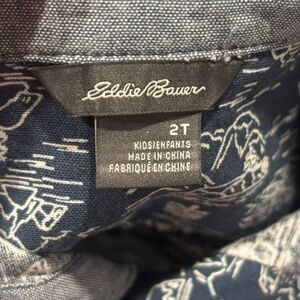 Eddie Bauer
2T
KIDS/ENFANTS
MADE IN CHINA
FABRIQUÉ EN CHINE